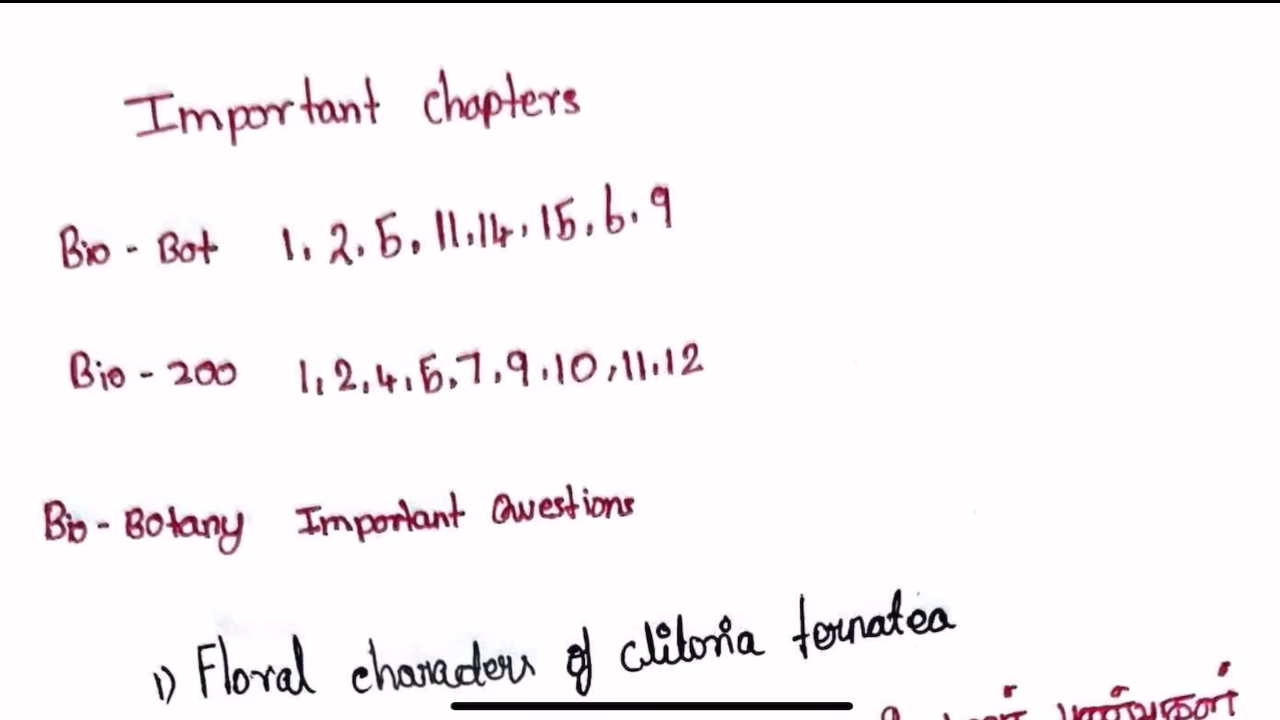 Important chapters
Bio - Bot 1, 2, 5, 11, 14, 15, 6, 9
Bio - Zoo 1, 2, 4, 5, 7, 9, 10, 11, 12
Bio - Botany Important Questions
1) Floral characters of clitoria ternatea